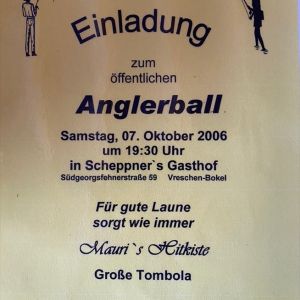 Einladung
zum
öffentlichen
Anglerball
Samstag, 07. Oktober 2006
um 19:30 Uhr
in Scheppner`s Gasthof
Südgeorgsfehnerstraße 59 Vreschen-Bokel
Für gute Laune
sorgt wie immer
Mauri`s Hitkiste
Große Tombola